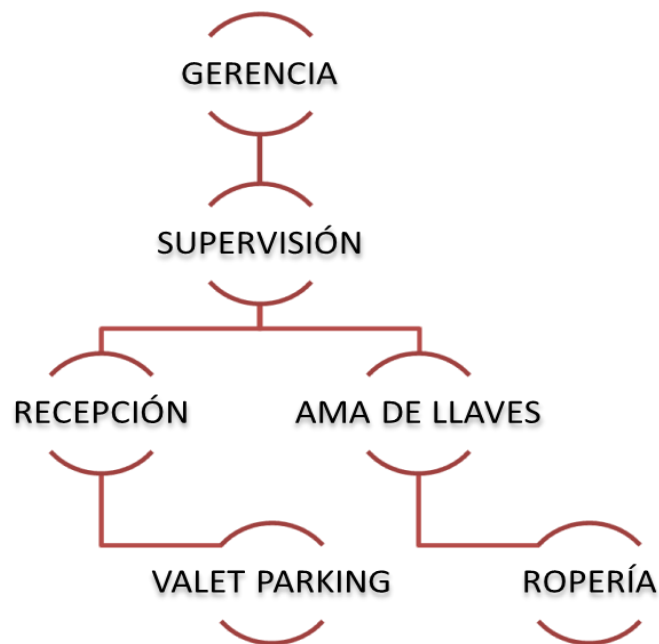 GERENCIA
SUPERVISIÓN
RECEPCIÓN
AMA DE LLAVES
VALET PARKING
ROPERÍA